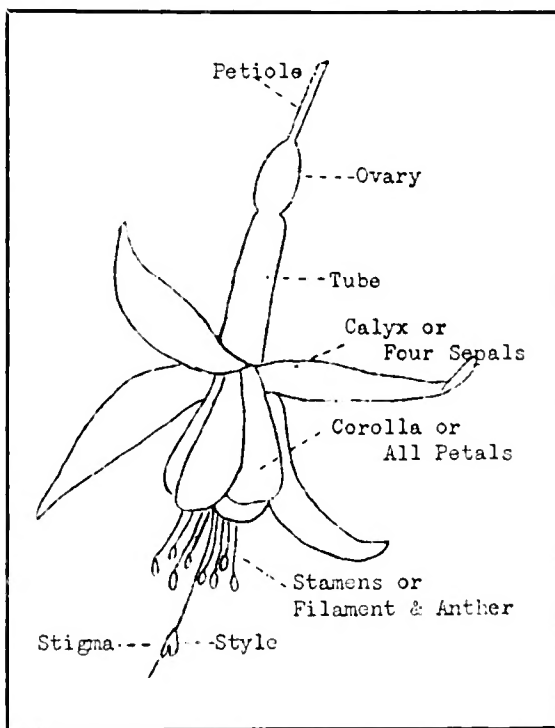 Petiole
Ovary
Tube
Calyx or
Four Sepals
Corolla or
All Petals
Stamens or
Filament & Anther
Stigma
Style